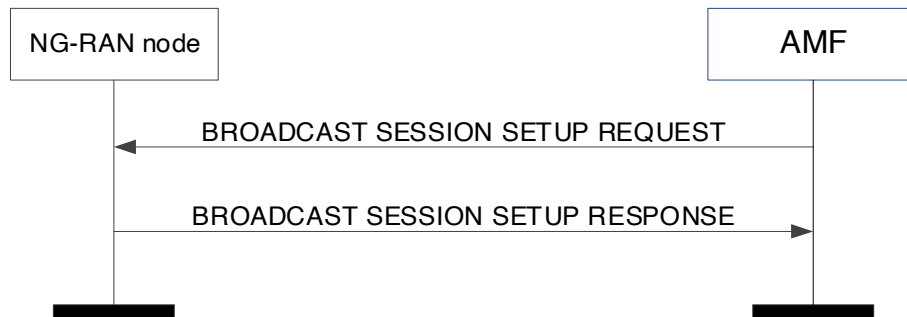 NG-RAN node
AMF
BROADCAST SESSION SETUP REQUEST
BROADCAST SESSION SETUP RESPONSE